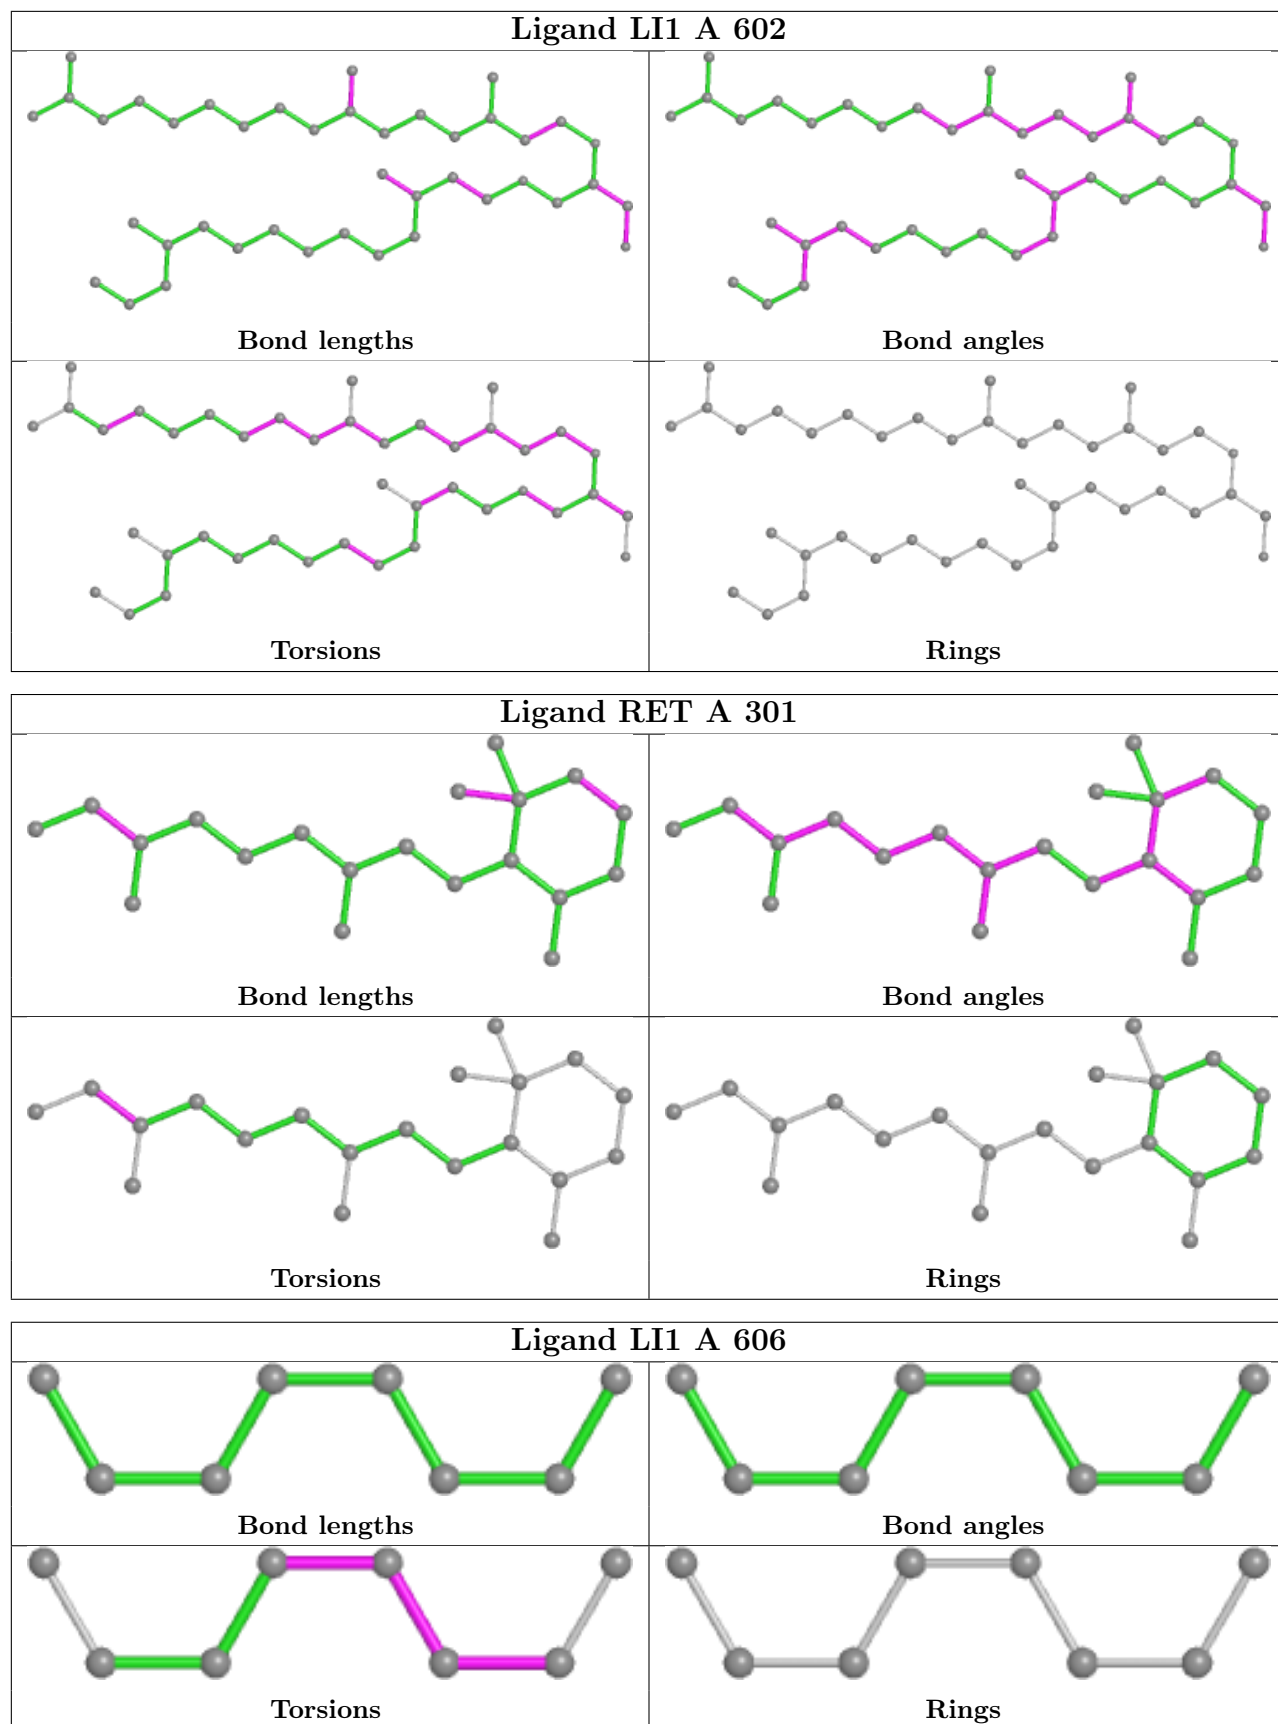 Ligand LI1 A 602
Bond lengths
Bond angles
Torsions
Rings
Ligand RET A 301
Bond lengths
Bond angles
Torsions
Rings
Ligand LI1 A 606
Bond lengths
Bond angles
Torsions
Rings